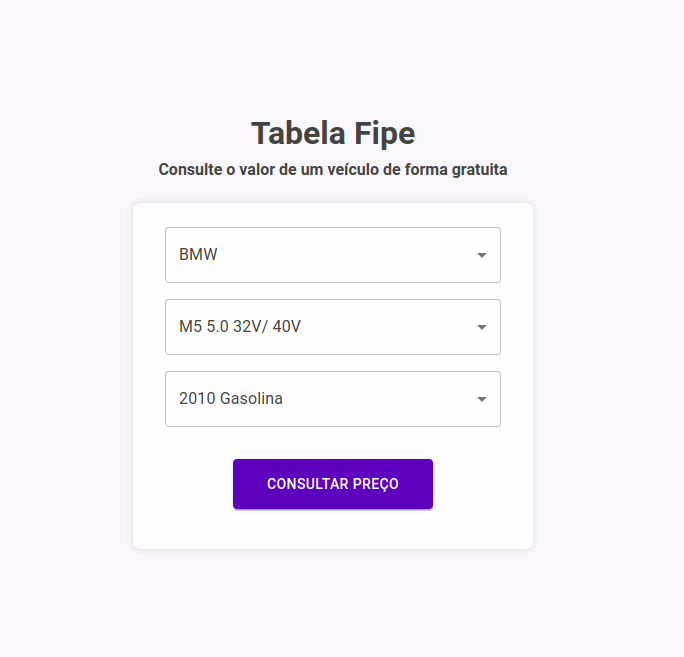 Tabela Fipe
Consulte o valor de um veículo de forma gratuita
BMW
M5 5.0 32V/ 40V
2010 Gasolina
CONSULTAR PREÇO